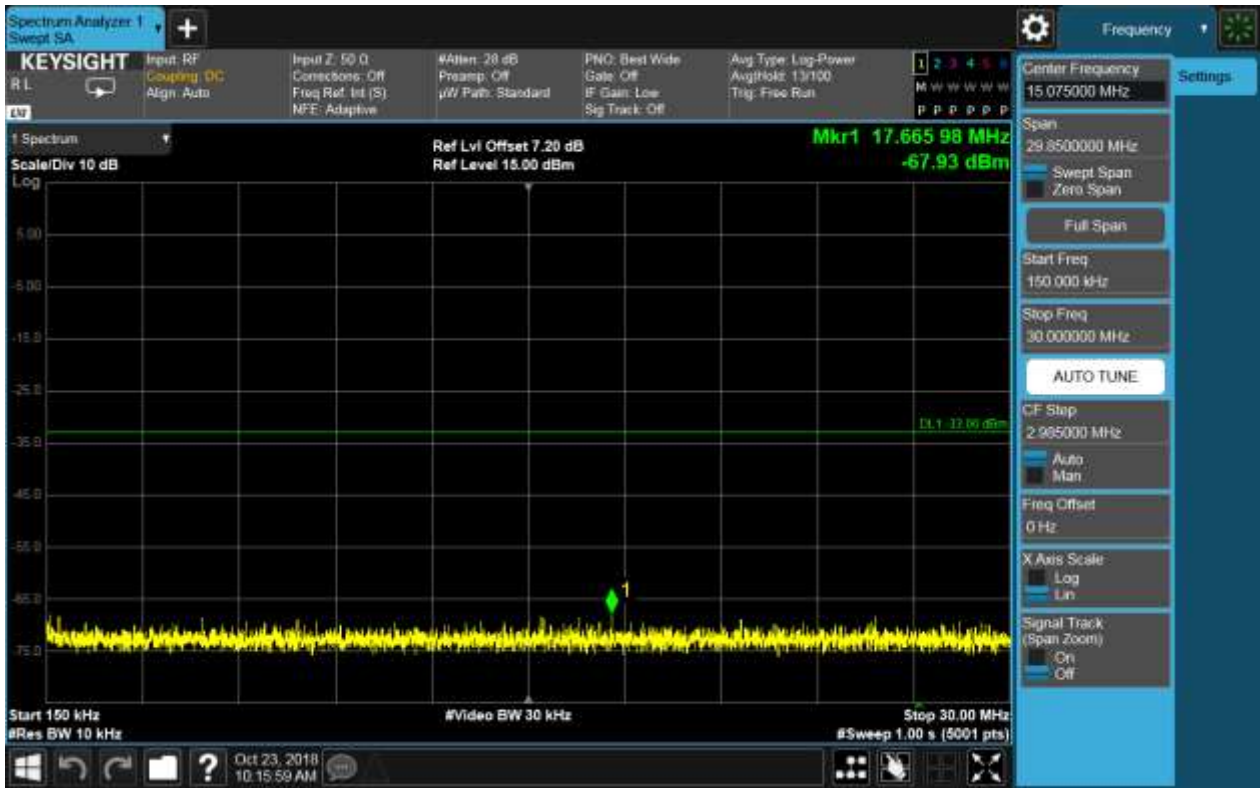 Spectrum Analyzer 1
Swept SA
Frequency
KEYSIGHT
R L
Input: RF
Coupling: DC
Align: Auto
Input Z: 50 Ω
Corrections: Off
Freq Ref: Int (S)
NFE: Adaptive
#Atten: 28 dB
Preamp: Off
µW Path: Standard
PNO: Best Wide
Gate: Off
IF Gain: Low
Sig Track: Off
Avg Type: Log-Power
Avg|Hold: 13/100
Trig: Free Run
1 2 3 4 5 6
M W W W W W
P P P P P P
1 Spectrum
Scale/Div 10 dB
Log
Ref Lvl Offset 7.20 dB
Ref Level 15.00 dBm
Mkr1 17.665 98 MHz
-67.93 dBm
5.00
-5.00
-15.0
-25.0
-35.0
-45.0
-55.0
-65.0
-75.0
1
Start 150 kHz
#Res BW 10 kHz
#Video BW 30 kHz
Stop 30.00 MHz
#Sweep 1.00 s (5001 pts)
Oct 23, 2018
10:15:59 AM
Center Frequency
15.075000 MHz
Settings
Span
29.8500000 MHz
Swept Span
Zero Span
Full Span
Start Freq
150.000 kHz
Stop Freq
30.000000 MHz
AUTO TUNE
CF Step
2.985000 MHz
Auto
Man
Freq Offset
0 Hz
X Axis Scale
Log
Lin
Signal Track
(Span Zoom)
On
Off